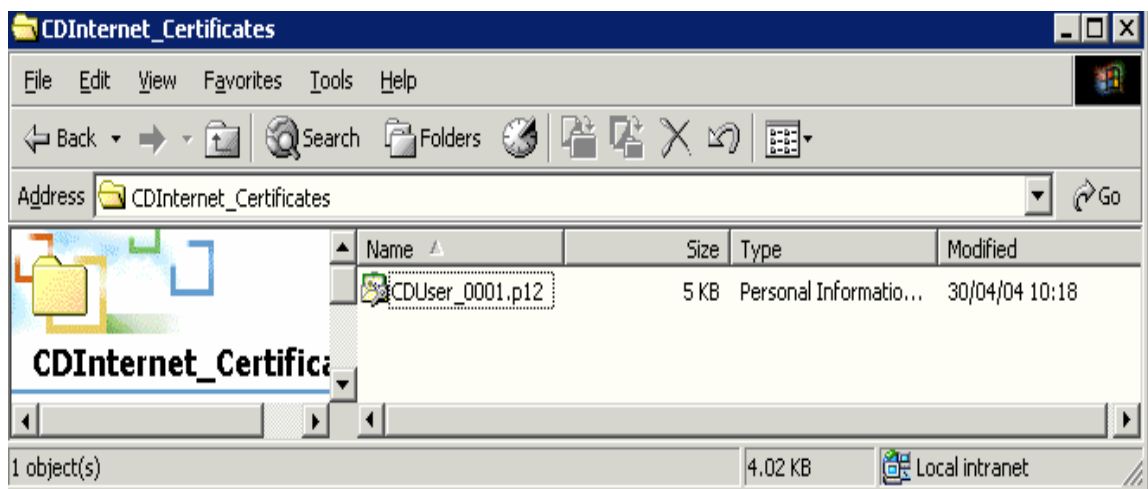 CDInternet_Certificates
File Edit View Favorites Tools Help
Back Search Folders
Address CDInternet_Certificates Go
Name Size Type Modified
CDUser_0001.p12 5 KB Personal Informatio... 30/04/04 10:18
CDInternet_Certifica
1 object(s) 4.02 KB Local intranet